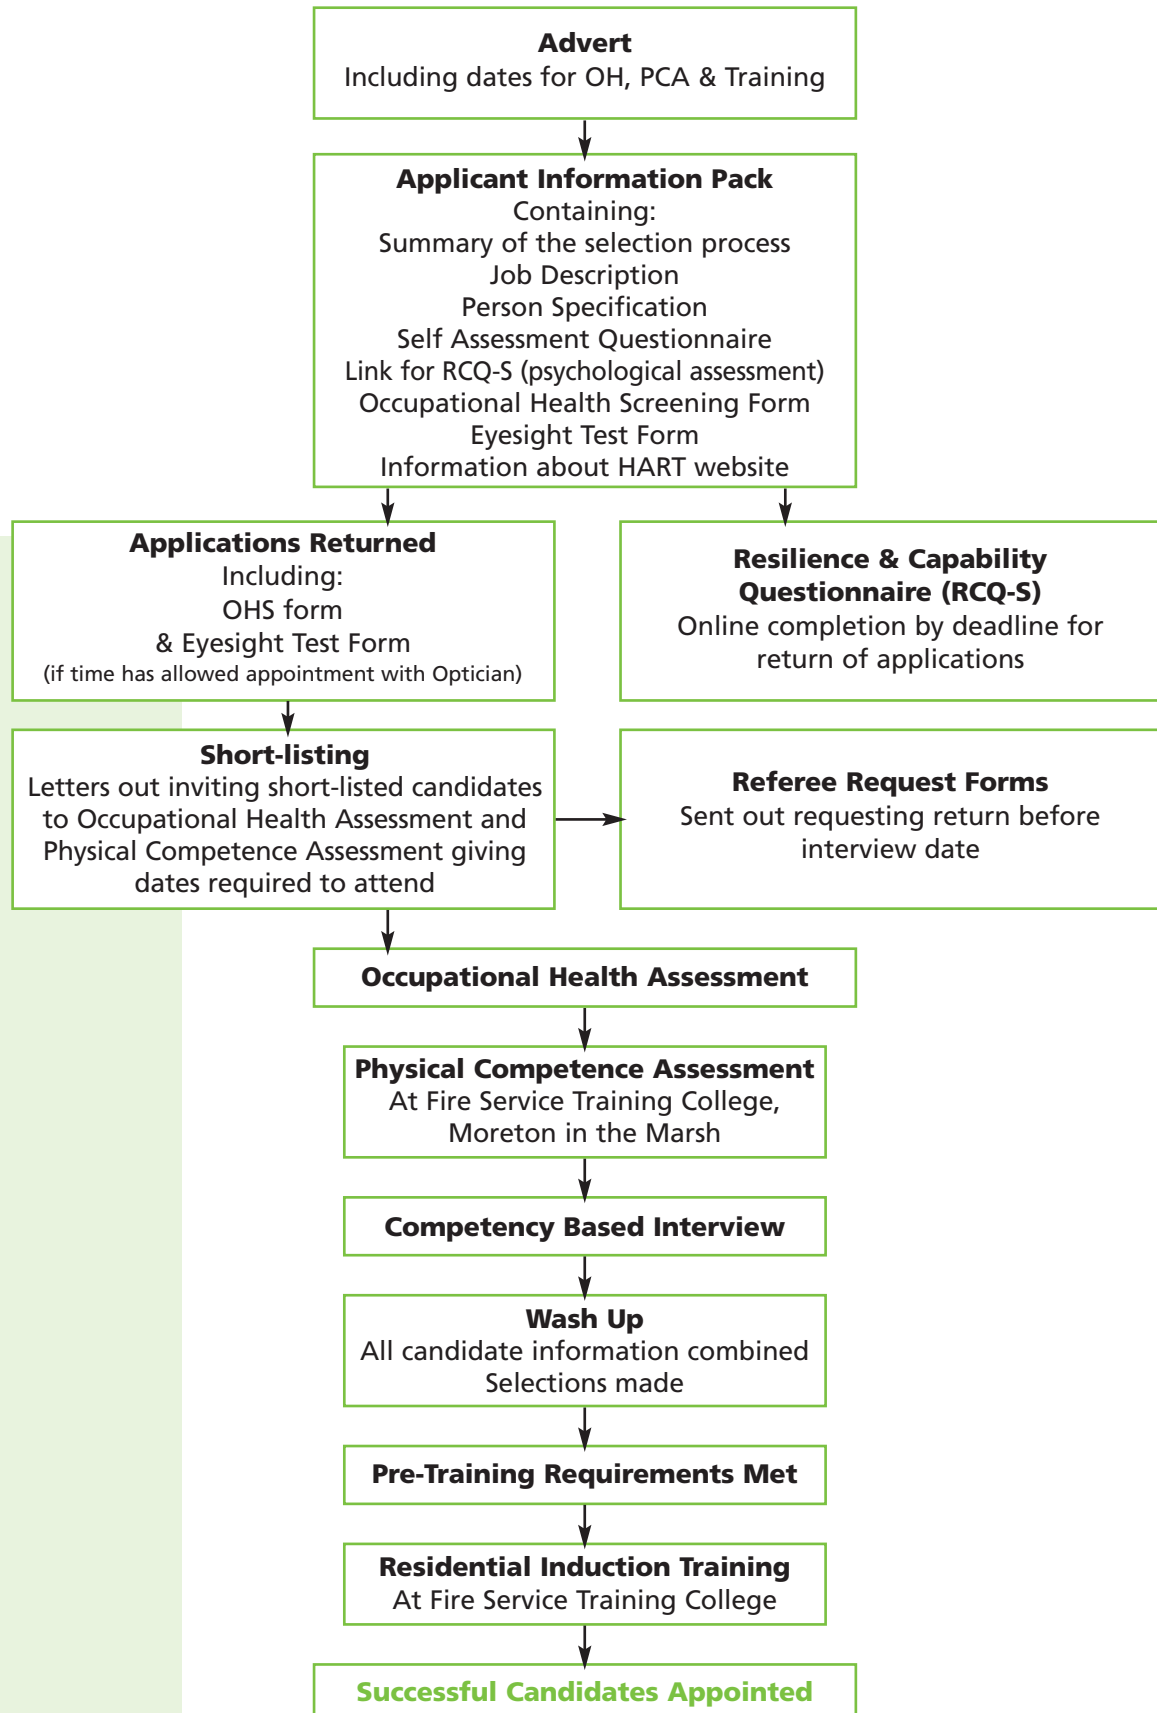 Advert
Including dates for OH, PCA & Training
Applicant Information Pack
Containing:
Summary of the selection process
Job Description
Person Specification
Self Assessment Questionnaire
Link for RCQ-S (psychological assessment)
Occupational Health Screening Form
Eyesight Test Form
Information about HART website
Applications Returned
Including:
OHS form
& Eyesight Test Form
(if time has allowed appointment with Optician)
Resilience & Capability
Questionnaire (RCQ-S)
Online completion by deadline for
return of applications
Short-listing
Letters out inviting short-listed candidates
to Occupational Health Assessment and
Physical Competence Assessment giving
dates required to attend
Referee Request Forms
Sent out requesting return before
interview date
Occupational Health Assessment
Physical Competence Assessment
At Fire Service Training College,
Moreton in the Marsh
Competency Based Interview
Wash Up
All candidate information combined
Selections made
Pre-Training Requirements Met
Residential Induction Training
At Fire Service Training College
Successful Candidates Appointed